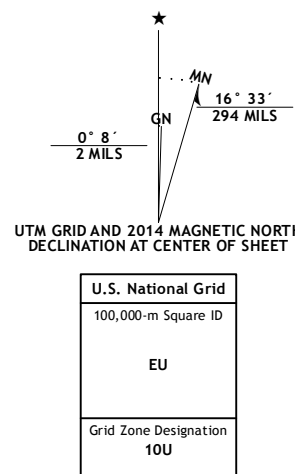 ★
MN
GN
16° 33´
294 MILS
0° 8´
2 MILS
UTM GRID AND 2014 MAGNETIC NORTH
DECLINATION AT CENTER OF SHEET
U.S. National Grid
100,000-m Square ID
EU
Grid Zone Designation
10U